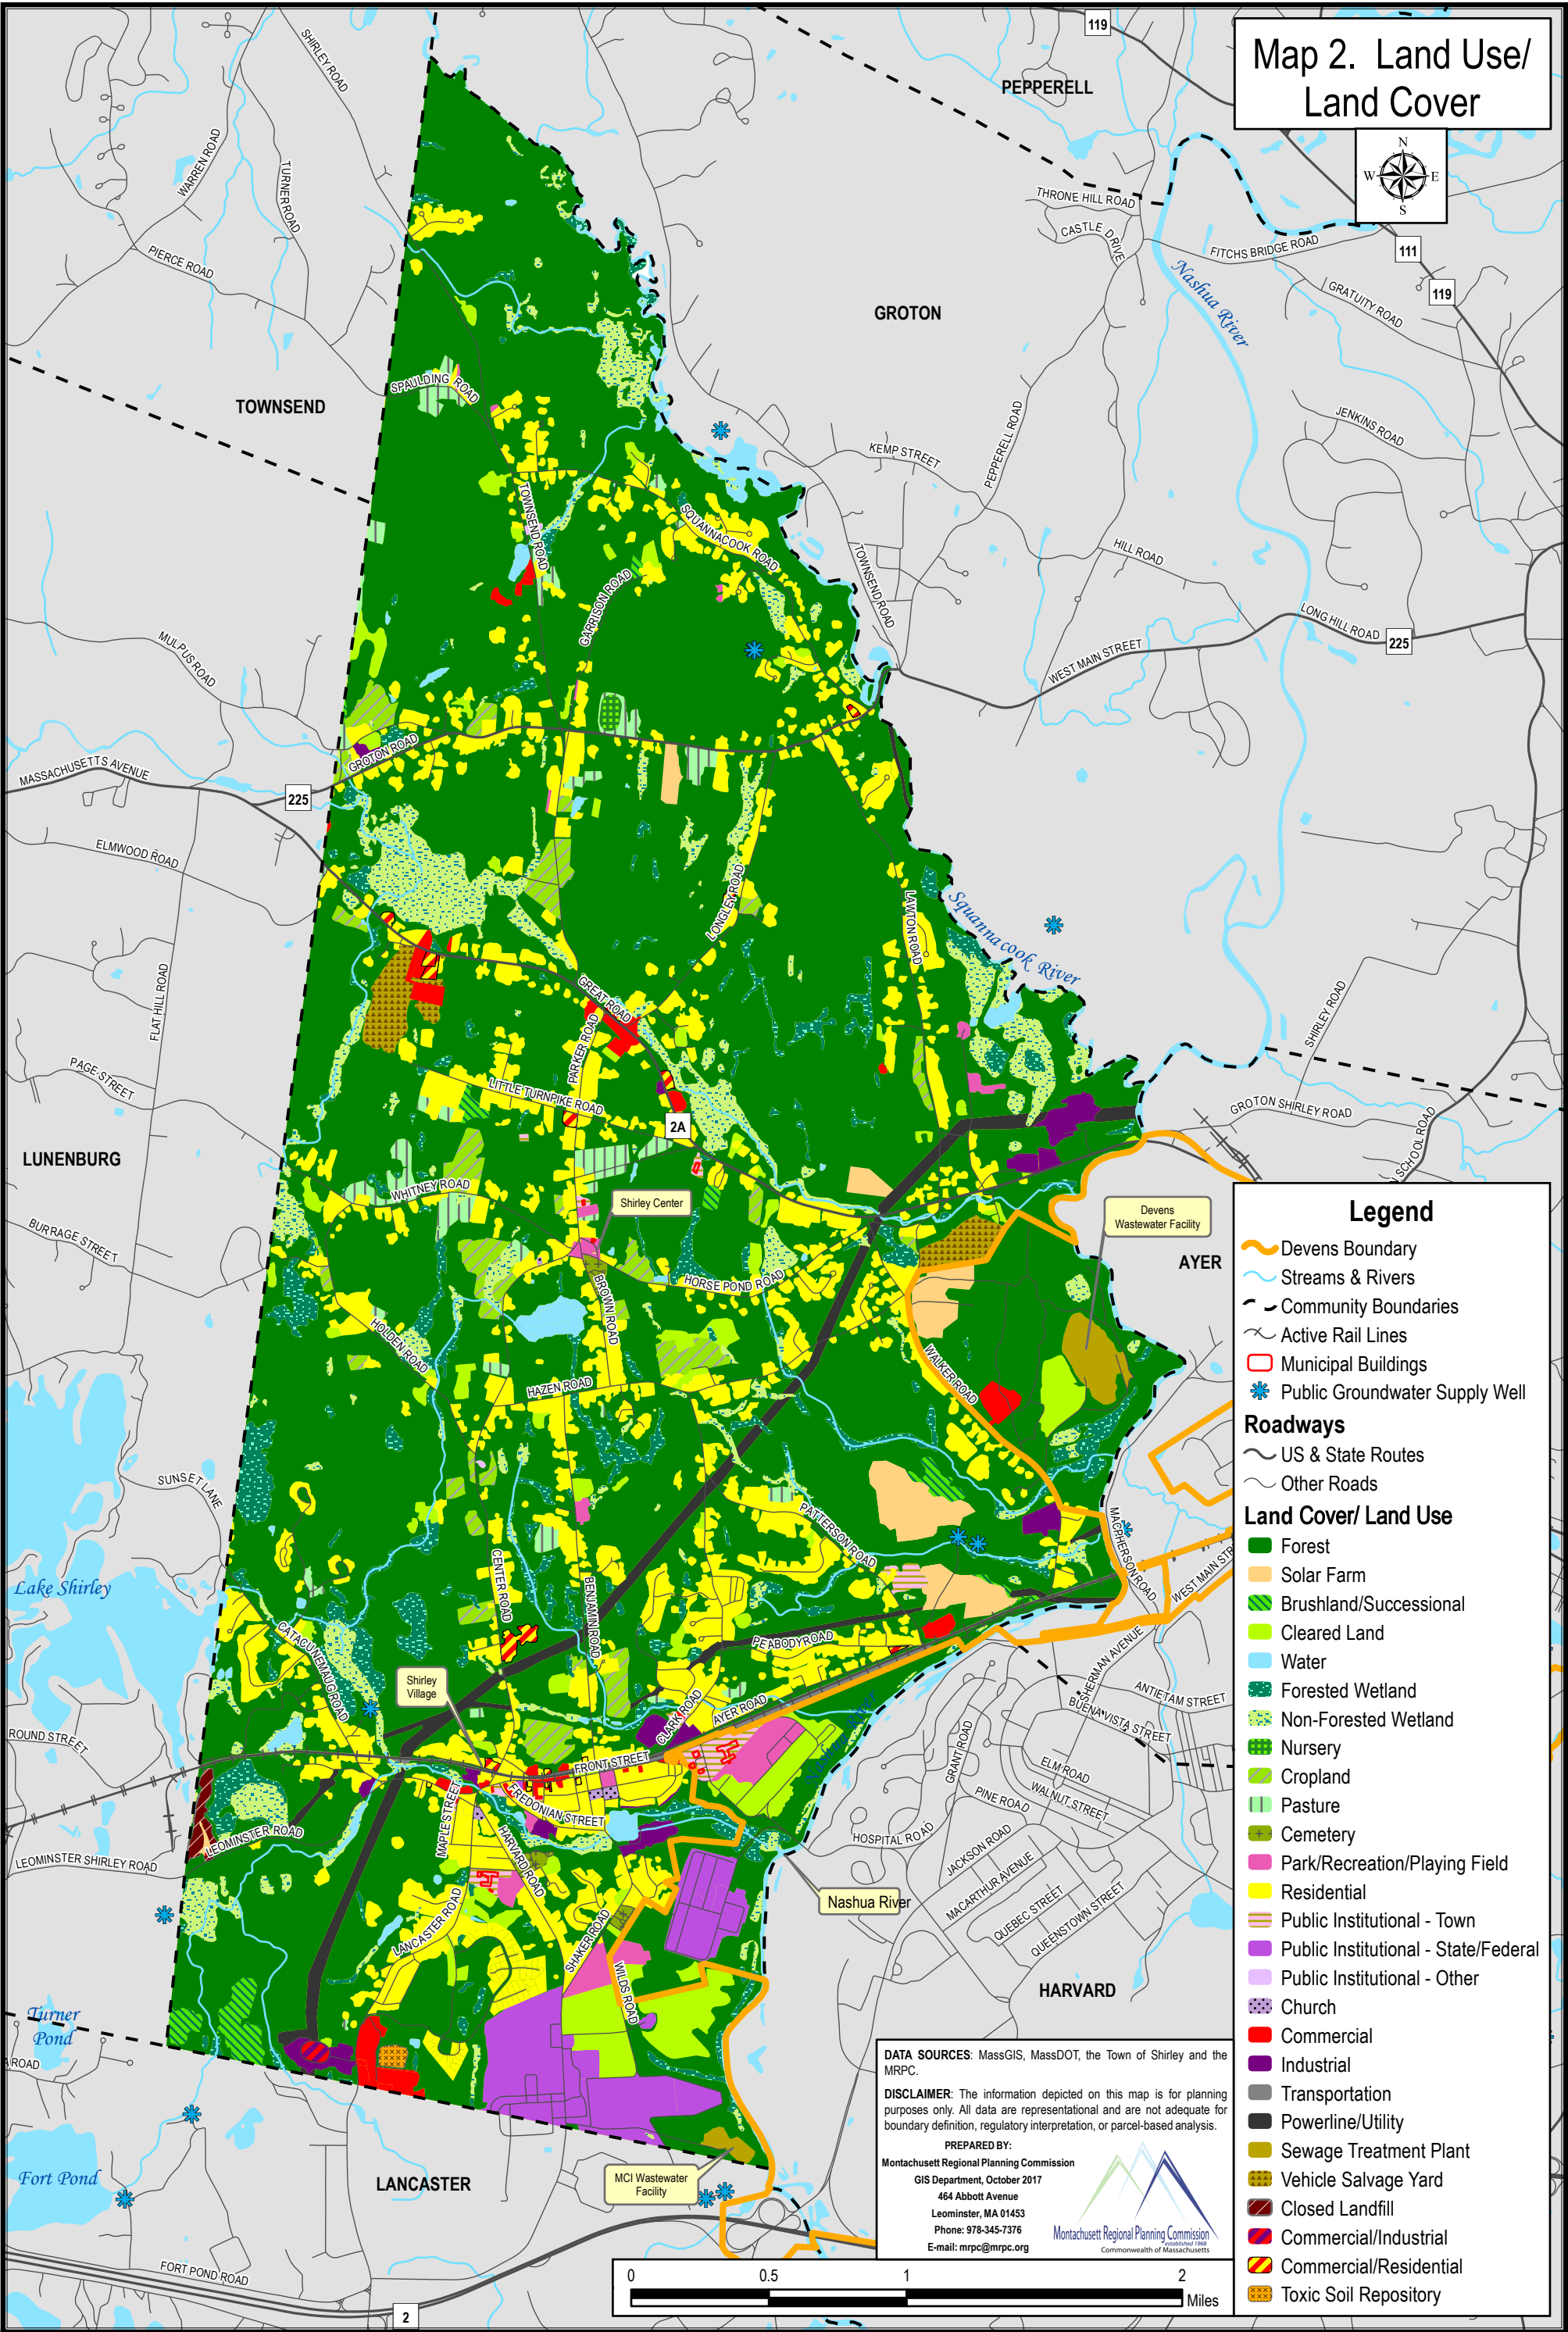 Map 2. Land Use/
Land Cover
N
W
E
S
119
PEPPERELL
SHIRLEY ROAD
WARREN ROAD
TURNER ROAD
PIERCE ROAD
THRONE HILL ROAD
CASTLE DRIVE
FITCHS BRIDGE ROAD
111
119
GRATUITY ROAD
Nashua River
GROTON
TOWNSEND
SPAULDING ROAD
JENKINS ROAD
KEMP STREET
PEPPERELL ROAD
TOWNSEND ROAD
SQUANNACOOK ROAD
HILL ROAD
TOWNSEND ROAD
GARRISON ROAD
LONG HILL ROAD
225
WEST MAIN STREET
MULPUS ROAD
GROTON ROAD
MASSACHUSETTS AVENUE
225
ELMWOOD ROAD
LONGLEY ROAD
LAWTON ROAD
Squannacook River
FLAT HILL ROAD
GREAT ROAD
PARKER ROAD
SHIRLEY ROAD
PAGE STREET
LITTLE TURNPIKE ROAD
2A
GROTON SHIRLEY ROAD
N SCHOOL ROAD
LUNENBURG
WHITNEY ROAD
Shirley Center
Devens
Wastewater Facility
BURRAGE STREET
AYER
HORSE POND ROAD
BROWN ROAD
HOLDEN ROAD
WALKER ROAD
HAZEN ROAD
SUNSET LANE
PATTERSON ROAD
MACPHERSON ROAD
CENTER ROAD
BENJAMIN ROAD
WEST MAIN STR
Lake Shirley
CATACUNEMAUG ROAD
PEABODY ROAD
Shirley
Village
SHERMAN AVENUE
ANTIETAM STREET
BUENA VISTA STREET
CLARK ROAD
AYER ROAD
Nashua River
GRANT ROAD
ROUND STREET
FRONT STREET
ELM ROAD
WALNUT STREET
PINE ROAD
FREDONIAN STREET
MAPLE STREET
HARVARD ROAD
HOSPITAL ROAD
JACKSON ROAD
MACARTHUR AVENUE
LEOMINSTER ROAD
LEOMINSTER SHIRLEY ROAD
Nashua River
QUEBEC STREET
QUEENSTOWN STREET
LANCASTER ROAD
SHAKER ROAD
WILDS ROAD
HARVARD
Turner
Pond
A ROAD
Fort Pond
LANCASTER
MCI Wastewater
Facility
FORT POND ROAD
2
Legend
Devens Boundary
Streams & Rivers
Community Boundaries
Active Rail Lines
Municipal Buildings
Public Groundwater Supply Well
Roadways
US & State Routes
Other Roads
Land Cover/ Land Use
Forest
Solar Farm
Brushland/Successional
Cleared Land
Water
Forested Wetland
Non-Forested Wetland
Nursery
Cropland
Pasture
Cemetery
Park/Recreation/Playing Field
Residential
Public Institutional - Town
Public Institutional - State/Federal
Public Institutional - Other
Church
Commercial
Industrial
Transportation
Powerline/Utility
Sewage Treatment Plant
Vehicle Salvage Yard
Closed Landfill
Commercial/Industrial
Commercial/Residential
Toxic Soil Repository
DATA SOURCES: MassGIS, MassDOT, the Town of Shirley and the
MRPC.
DISCLAIMER: The information depicted on this map is for planning
purposes only. All data are representational and are not adequate for
boundary definition, regulatory interpretation, or parcel-based analysis.
PREPARED BY:
Montachusett Regional Planning Commission
GIS Department, October 2017
464 Abbott Avenue
Leominster, MA 01453
Phone: 978-345-7376
E-mail: mrpc@mrpc.org
Montachusett Regional Planning Commission
established 1968
Commonwealth of Massachusetts
0
0.5
1
2
Miles